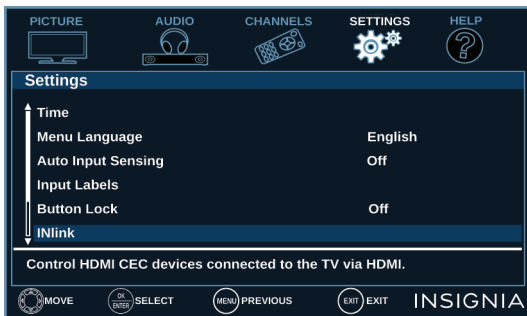 PICTURE AUDIO CHANNELS SETTINGS HELP
Settings
Time
Menu Language English
Auto Input Sensing Off
Input Labels
Button Lock Off
INlink
Control HDMI CEC devices connected to the TV via HDMI.
MOVE OK ENTER SELECT MENU PREVIOUS EXIT EXIT INSIGNIA